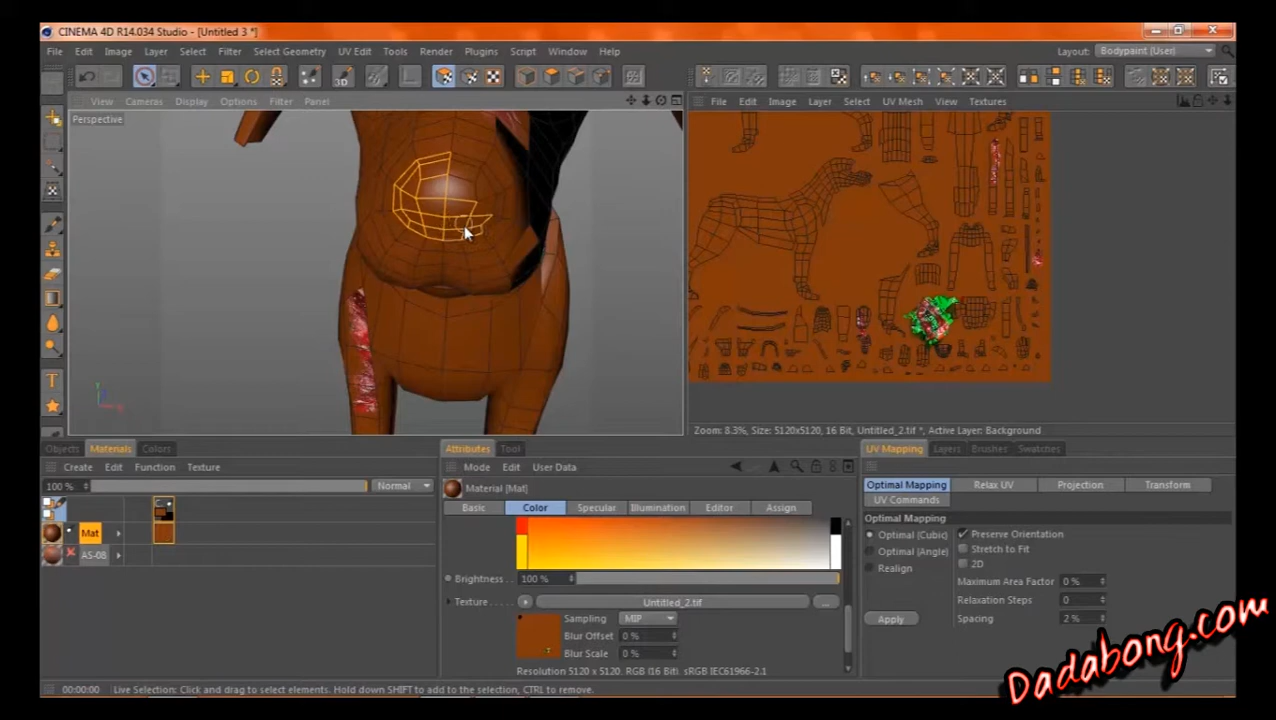 CINEMA 4D R14.034 Studio - [Untitled 3 *]
File Edit Image Layer Select Filter Select Geometry UV Edit Tools Render Plugins Script Window Help
Layout: Bodypaint (User)
View Cameras Display Options Filter Panel
File Edit Image Layer Select UV Mesh View Textures
Perspective
Zoom: 8.3%, Size: 5120x5120, 16 Bit, Untitled_2.tif *, Active Layer: Background
Objects Materials Colors
Attributes Tool
UV Mapping Layers Brushes Swatches
Create Edit Function Texture
Mode Edit User Data
100 % Normal
Material [Mat]
Optimal Mapping Relax UV Projection Transform
UV Commands
Basic Color Specular Illumination Editor Assign
Optimal Mapping
Mat
AS-08
Optimal (Cubic) Preserve Orientation
Optimal (Angle) Stretch to Fit
Realign 2D
Maximum Area Factor 0 %
Relaxation Steps 0
Apply Spacing 2 %
Brightness 100 %
Texture Untitled_2.tif ...
Sampling MIP
Blur Offset 0 %
Blur Scale 0 %
Resolution 5120 x 5120, RGB (16 Bit), sRGB IEC61966-2.1
00:00:00 Live Selection: Click and drag to select elements. Hold down SHIFT to add to the selection, CTRL to remove.
Dadabong.com